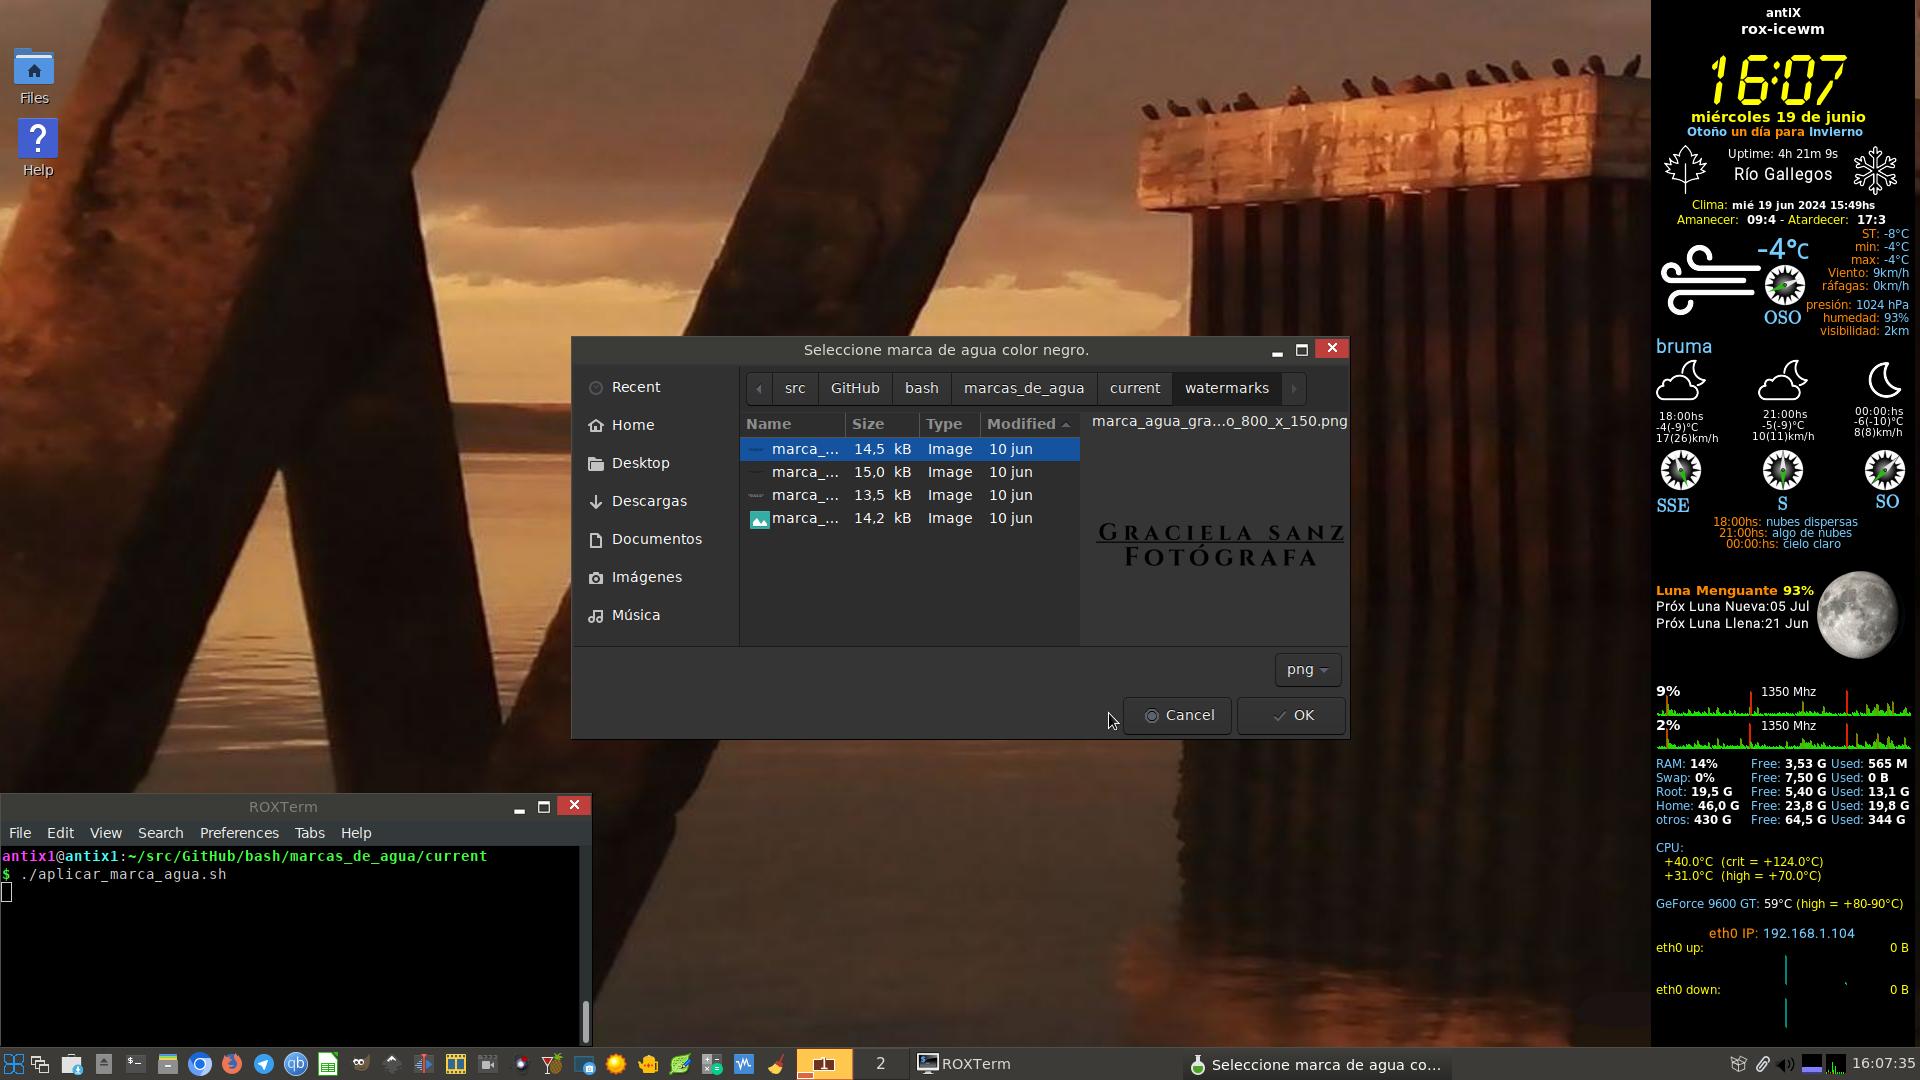 Files
Help
Seleccione marca de agua color negro.
Recent
Home
Desktop
Descargas
Documentos
Imágenes
Música
src
GitHub
bash
marcas_de_agua
current
watermarks
Name Size Type Modified
marca_... 14,5 kB Image 10 jun
marca_... 15,0 kB Image 10 jun
marca_... 13,5 kB Image 10 jun
marca_... 14,2 kB Image 10 jun
marca_agua_gra...o_800_x_150.png
GRACIELA SANZ
FOTÓGRAFA
png
Cancel
OK
ROXTerm
File Edit View Search Preferences Tabs Help
antix1@antix1:~/src/GitHub/bash/marcas_de_agua/current
$ ./aplicar_marca_agua.sh
antiX
rox-icewm
16:07
miércoles 19 de junio
Otoño un día para Invierno
Uptime: 4h 21m 9s
Río Gallegos
Clima: mié 19 jun 2024 15:49hs
Amanecer: 09:4 - Atardecer: 17:3
-4°C
ST: -8°C
min: -4°C
max: -4°C
Viento: 9km/h
ráfagas: 0km/h
OSO
presión: 1024 hPa
humedad: 93%
visibilidad: 2km
bruma
18:00hs
-4(-9)°C
17(26)km/h
21:00hs
-5(-9)°C
10(11)km/h
00:00:hs
-6(-10)°C
8(8)km/h
SSE
S
SO
18:00hs: nubes dispersas
21:00hs: algo de nubes
00:00:hs: cielo claro
Luna Menguante 93%
Próx Luna Nueva:05 Jul
Próx Luna Llena:21 Jun
9% 1350 Mhz
2% 1350 Mhz
RAM: 14% Free: 3,53 G Used: 565 M
Swap: 0% Free: 7,50 G Used: 0 B
Root: 19,5 G Free: 5,40 G Used: 13,1 G
Home: 46,0 G Free: 23,8 G Used: 19,8 G
otros: 430 G Free: 64,5 G Used: 344 G
CPU:
+40.0°C (crit = +124.0°C)
+31.0°C (high = +70.0°C)
GeForce 9600 GT: 59°C (high = +80-90°C)
eth0 IP: 192.168.1.104
eth0 up: 0 B
eth0 down: 0 B
1
2
ROXTerm
Seleccione marca de agua co...
16:07:35